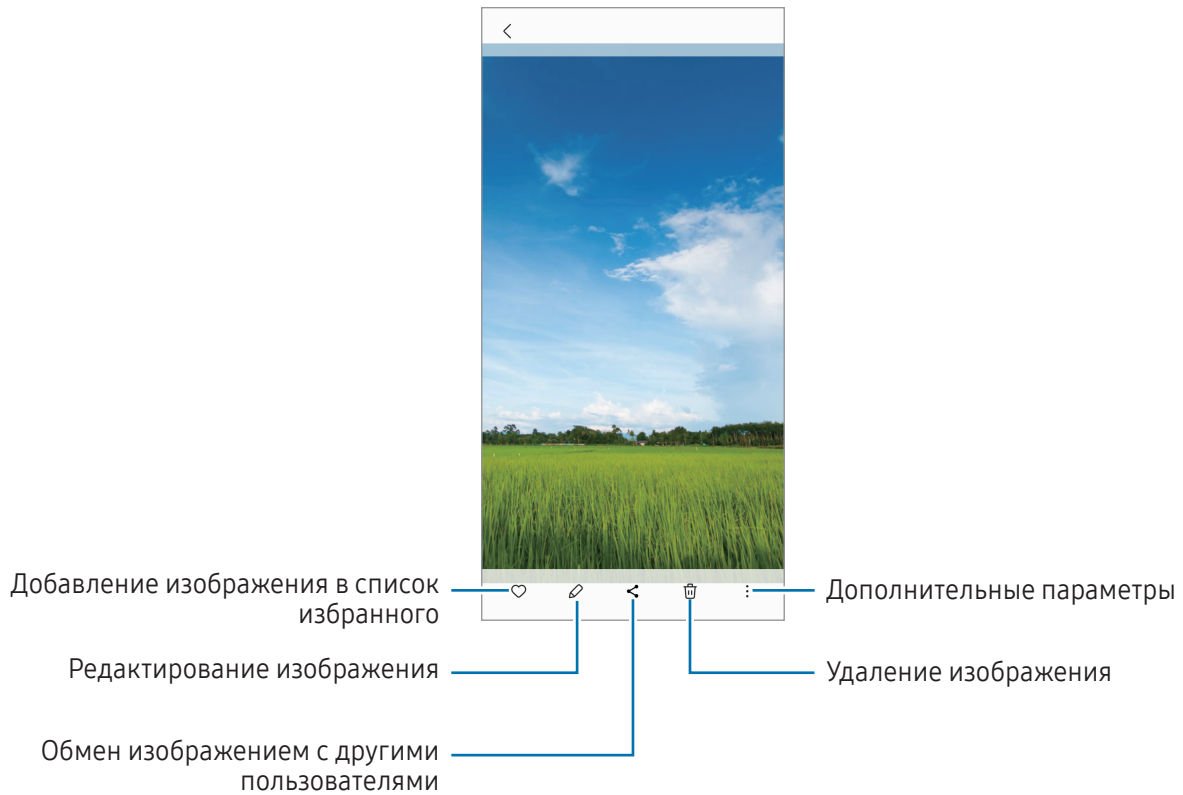 Добавление изображения в список
избранного
Редактирование изображения
Обмен изображением с другими
пользователями
Дополнительные параметры
Удаление изображения